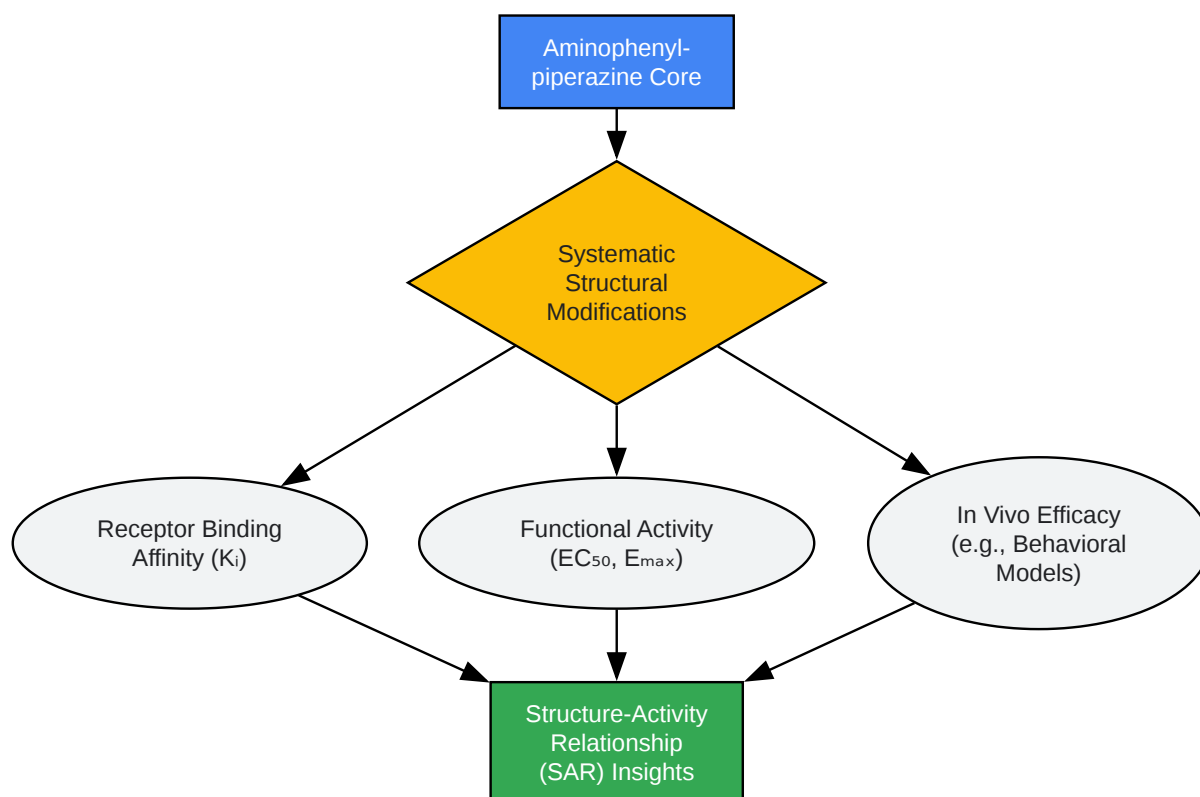 Aminophenyl-
piperazine Core
Systematic
Structural
Modifications
Receptor Binding
Affinity (Kᵢ)
Functional Activity
(EC₅₀, Eₘₐₓ)
In Vivo Efficacy
(e.g., Behavioral
Models)
Structure-Activity
Relationship
(SAR) Insights